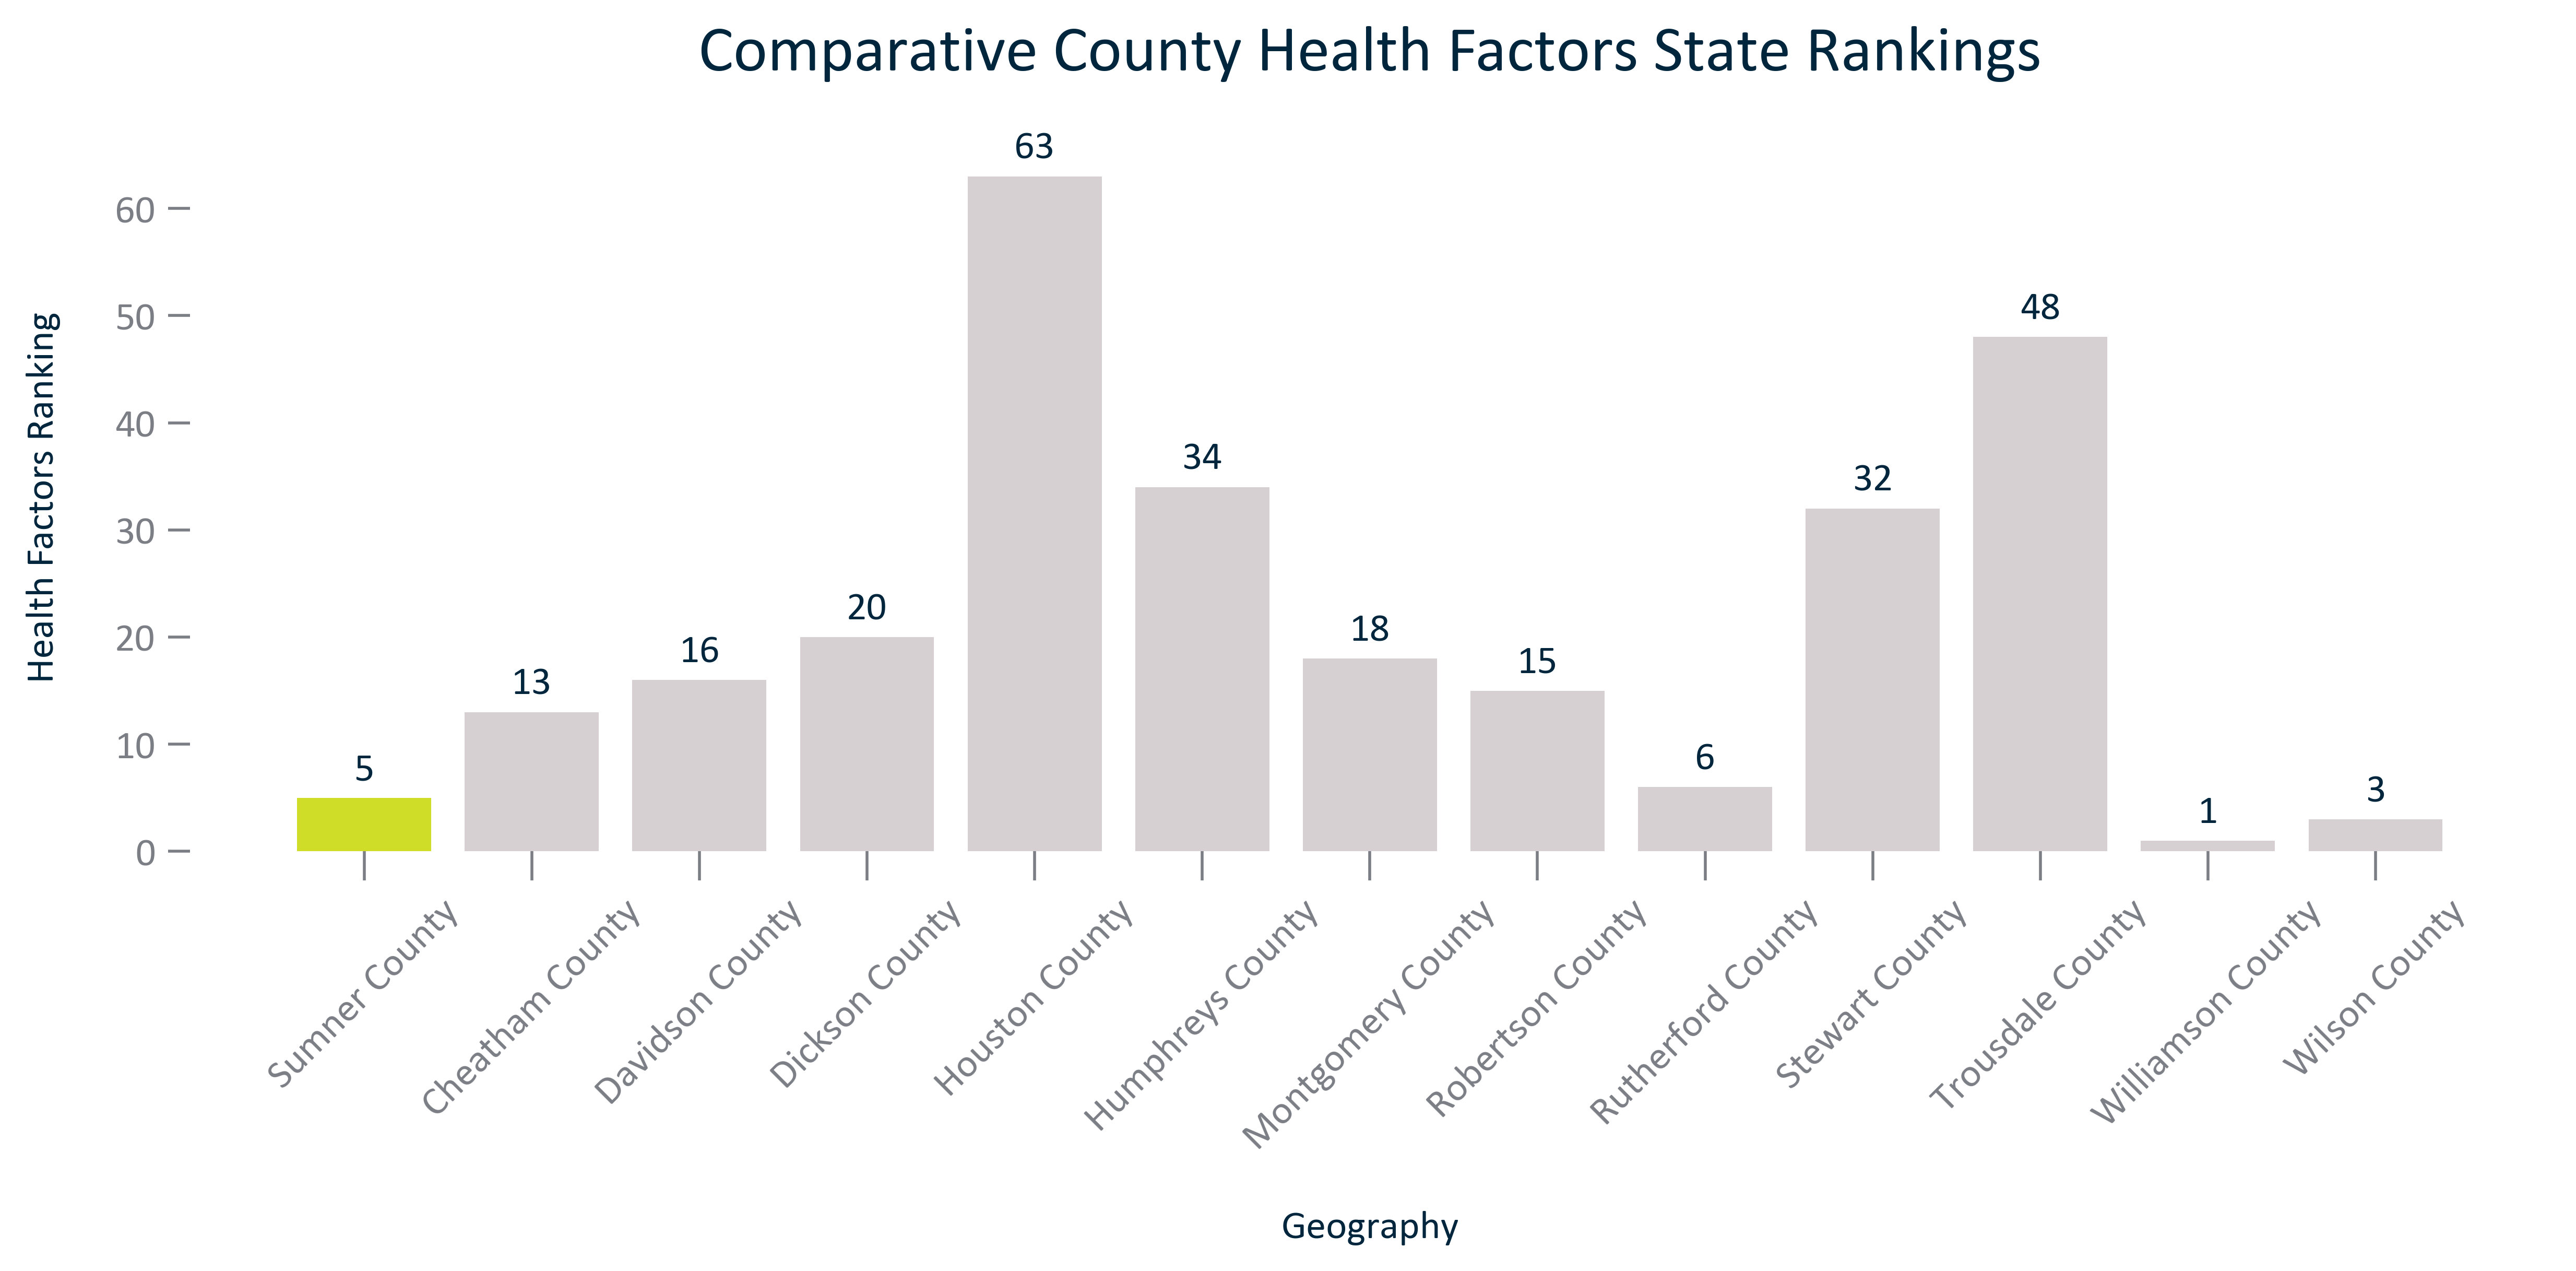 Comparative County Health Factors State Rankings
Health Factors Ranking
60
50
40
30
20
10
0
5
13
16
20
63
34
18
15
6
32
48
1
3
Sumner County
Cheatham County
Davidson County
Dickson County
Houston County
Humphreys County
Montgomery County
Robertson County
Rutherford County
Stewart County
Trousdale County
Williamson County
Wilson County
Geography